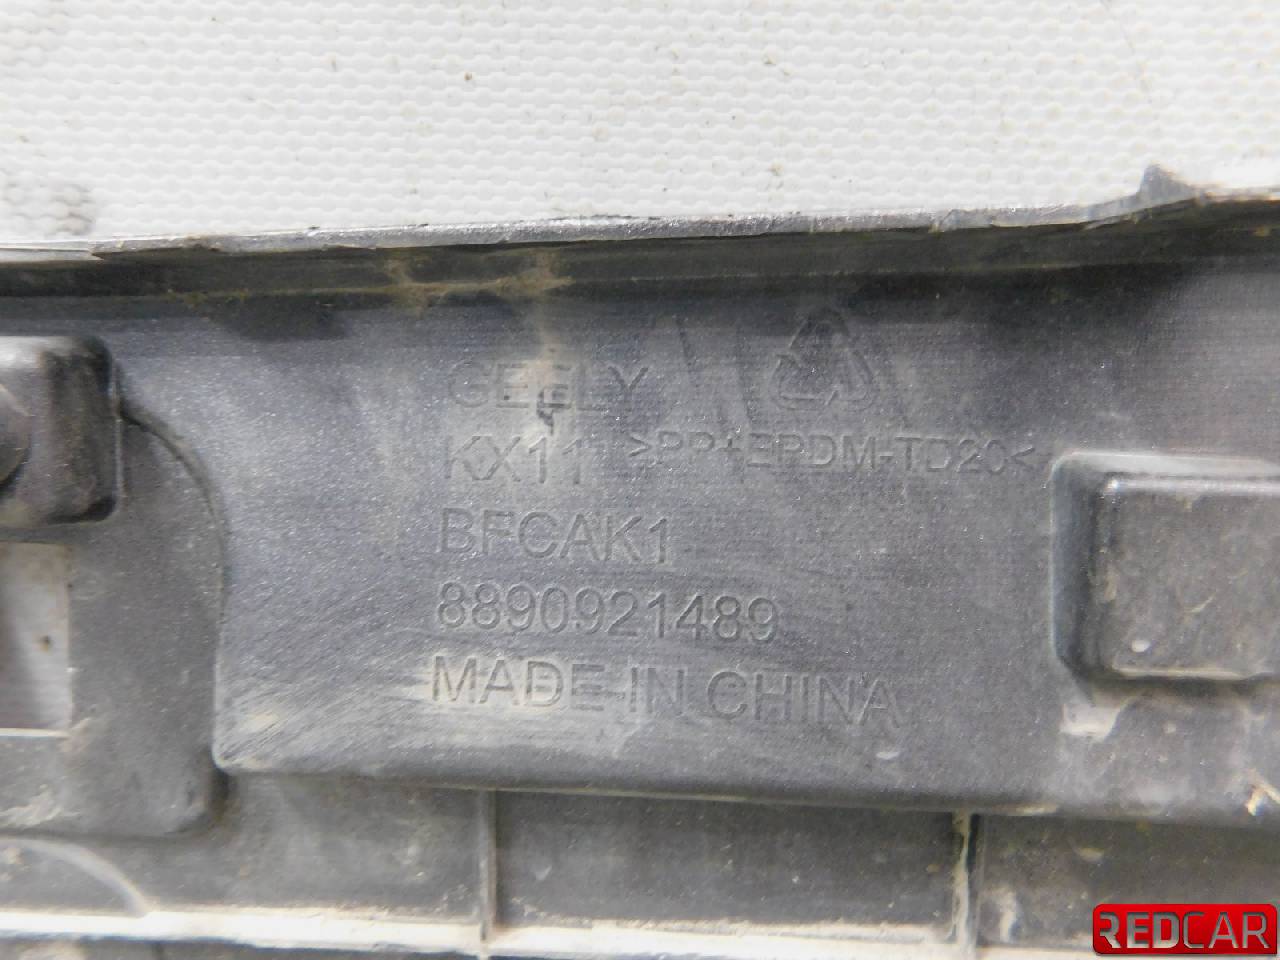 GEELY
KX11 >PP+EPDM-TD20<
BFCAK1
8890921489
MADE IN CHINA
REDCAR